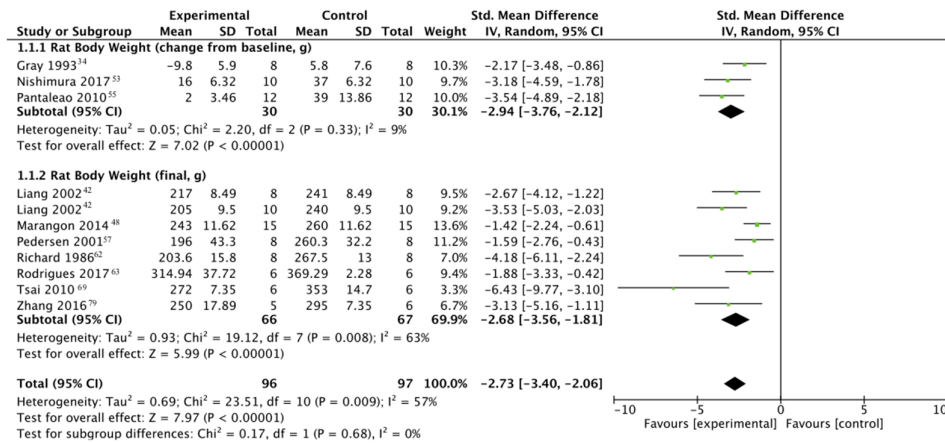 Experimental Control Std. Mean Difference Std. Mean Difference
Study or Subgroup Mean SD Total Mean SD Total Weight IV, Random, 95% CI IV, Random, 95% CI
1.1.1 Rat Body Weight (change from baseline, g)
Gray 1993³⁴ −9.8 5.9 8 5.8 7.6 8 10.3% −2.17 [−3.48, −0.86]
Nishimura 2017⁵³ 16 6.32 10 37 6.32 10 9.7% −3.18 [−4.59, −1.78]
Pantaleao 2010⁵⁵ 2 3.46 12 39 13.86 12 10.0% −3.54 [−4.89, −2.18]
Subtotal (95% CI) 30 30 30.1% −2.94 [−3.76, −2.12]
Heterogeneity: Tau² = 0.05; Chi² = 2.20, df = 2 (P = 0.33); I² = 9%
Test for overall effect: Z = 7.02 (P < 0.00001)
1.1.2 Rat Body Weight (final, g)
Liang 2002⁴² 217 8.49 8 241 8.49 8 9.5% −2.67 [−4.12, −1.22]
Liang 2002⁴² 205 9.5 10 240 9.5 10 9.2% −3.53 [−5.03, −2.03]
Marangon 2014⁴⁸ 243 11.62 15 260 11.62 15 13.6% −1.42 [−2.24, −0.61]
Pedersen 2001⁵⁷ 196 43.3 8 260.3 32.2 8 11.2% −1.59 [−2.76, −0.43]
Richard 1986⁶² 203.6 15.8 8 267.5 13 8 7.0% −4.18 [−6.11, −2.24]
Rodrigues 2017⁶³ 314.94 37.72 6 369.29 2.28 6 9.4% −1.88 [−3.33, −0.42]
Tsai 2010⁶⁹ 272 7.35 6 353 14.7 6 3.3% −6.43 [−9.77, −3.10]
Zhang 2016⁷⁹ 250 17.89 5 295 7.35 6 6.7% −3.13 [−5.16, −1.11]
Subtotal (95% CI) 66 67 69.9% −2.68 [−3.56, −1.81]
Heterogeneity: Tau² = 0.93; Chi² = 19.12, df = 7 (P = 0.008); I² = 63%
Test for overall effect: Z = 5.99 (P < 0.00001)
Total (95% CI) 96 97 100.0% −2.73 [−3.40, −2.06]
Heterogeneity: Tau² = 0.69; Chi² = 23.51, df = 10 (P = 0.009); I² = 57%
Test for overall effect: Z = 7.97 (P < 0.00001)
Test for subgroup differences: Chi² = 0.17, df = 1 (P = 0.68), I² = 0%
−10 −5 0 5 10
Favours [experimental] Favours [control]